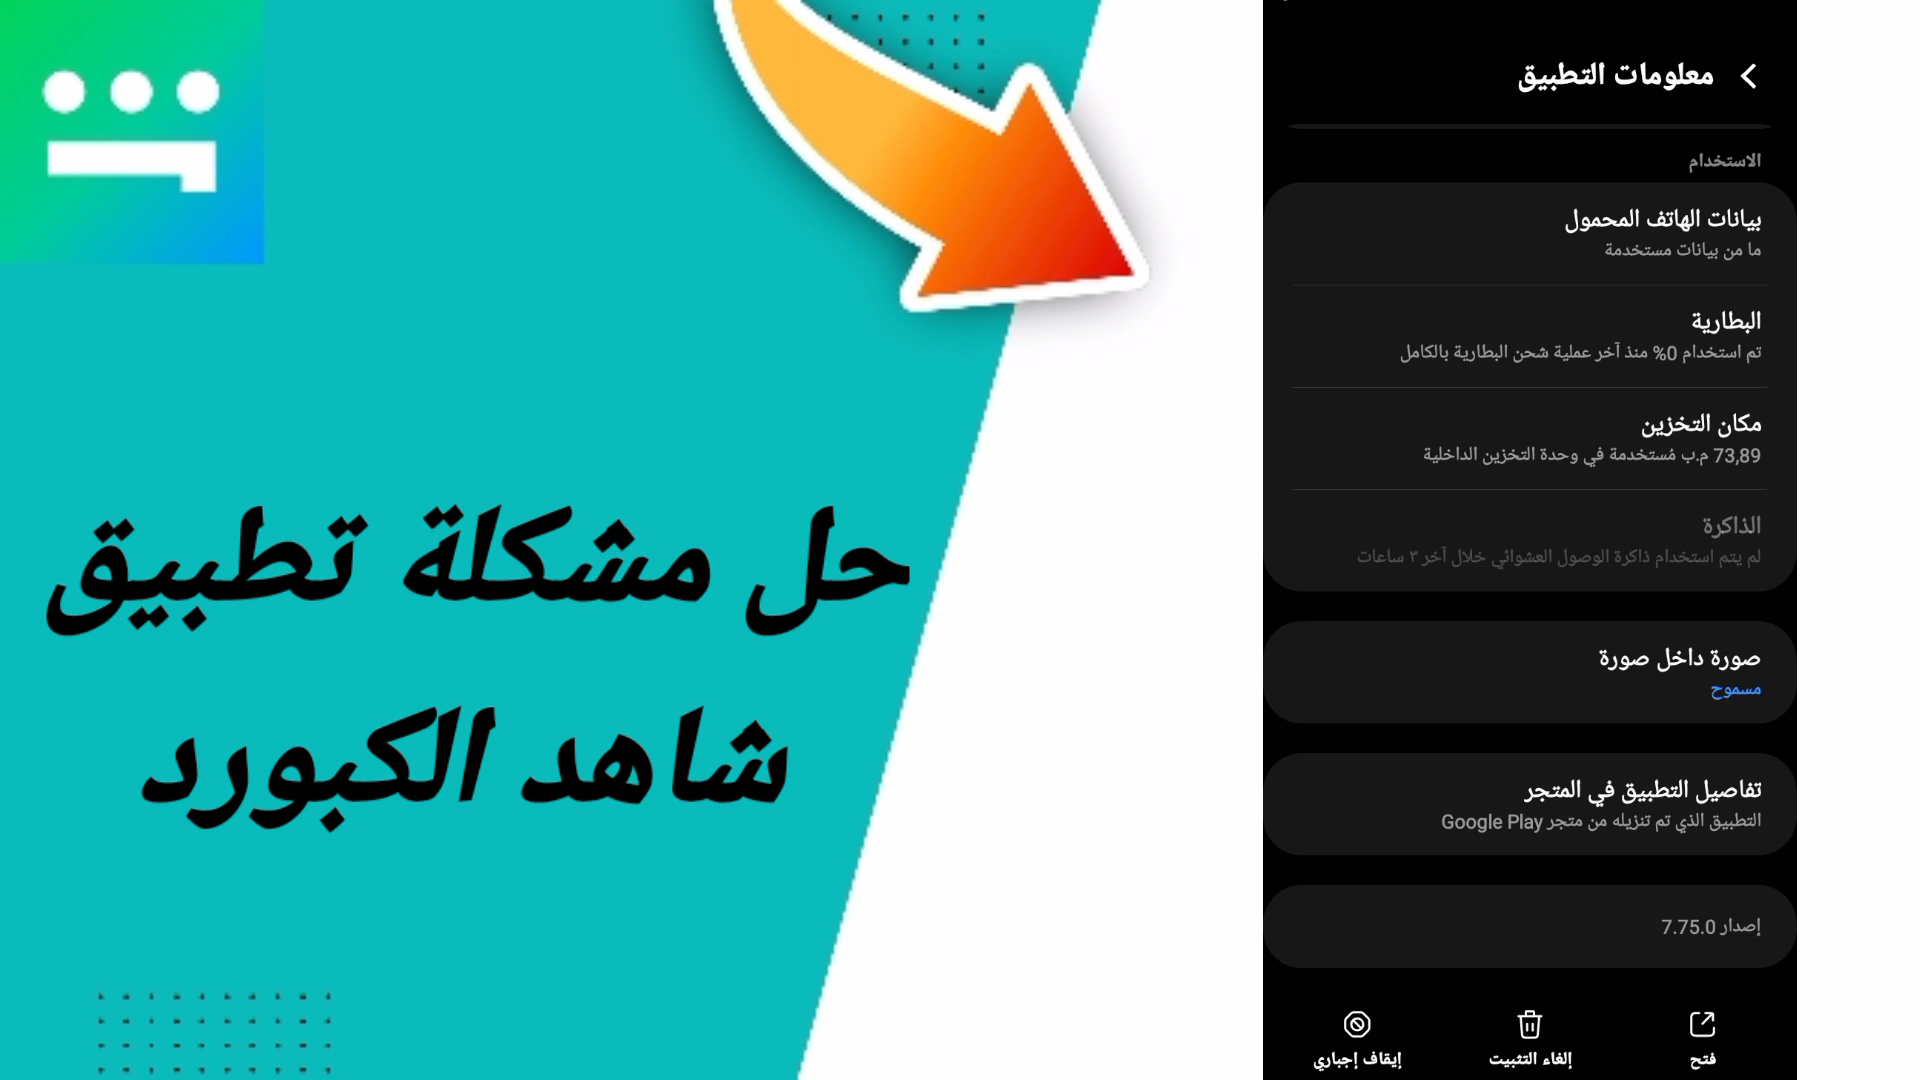 حل مشكلة تطبيق
شاهد الكبورد
معلومات التطبيق
الاستخدام
بيانات الهاتف المحمول
ما من بيانات مستخدمة
البطارية
تم استخدام 0% منذ آخر عملية شحن البطارية بالكامل
مكان التخزين
73,89 م.ب مُستخدمة في وحدة التخزين الداخلية
الذاكرة
لم يتم استخدام ذاكرة الوصول العشوائي خلال آخر ٣ ساعات
صورة داخل صورة
مسموح
تفاصيل التطبيق في المتجر
التطبيق الذي تم تنزيله من متجر Google Play
إصدار 7.75.0
فتح
إلغاء التثبيت
إيقاف إجباري